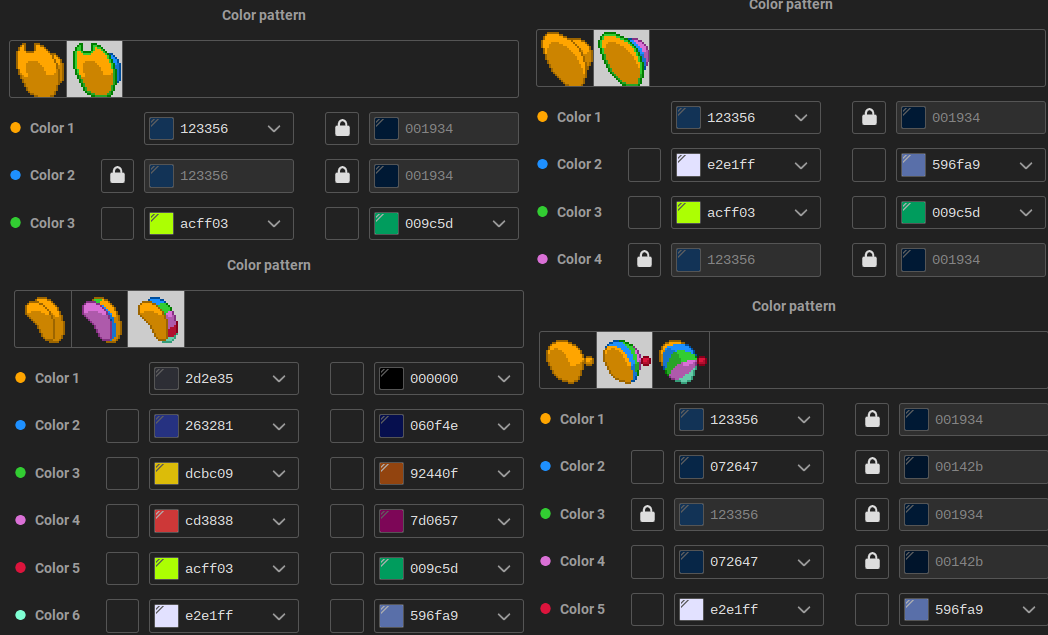 Color pattern
Color 1 123356 001934
Color 2 123356 001934
Color 3 acff03 009c5d
Color pattern
Color 1 123356 001934
Color 2 e2e1ff 596fa9
Color 3 acff03 009c5d
Color 4 123356 001934
Color pattern
Color 1 2d2e35 000000
Color 2 263281 060f4e
Color 3 dcbc09 92440f
Color 4 cd3838 7d0657
Color 5 acff03 009c5d
Color 6 e2e1ff 596fa9
Color pattern
Color 1 123356 001934
Color 2 072647 00142b
Color 3 123356 001934
Color 4 072647 00142b
Color 5 e2e1ff 596fa9